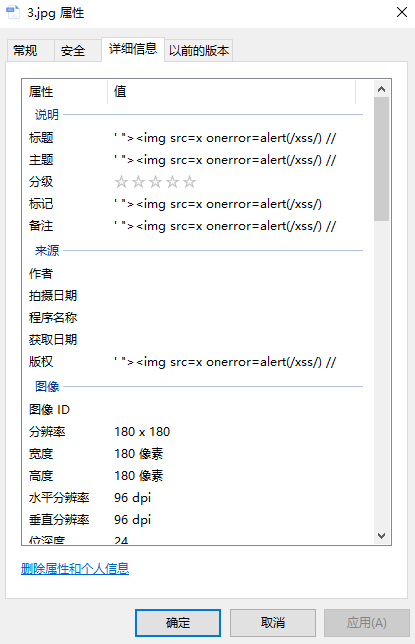 3.jpg 属性
常规 安全 详细信息 以前的版本
属性 值
说明
标题 ' "><img src=x onerror=alert(/xss/) //
主题 ' "><img src=x onerror=alert(/xss/) //
分级 ☆☆☆☆☆
标记 ' "><img src=x onerror=alert(/xss/)
备注 ' "><img src=x onerror=alert(/xss/) //
来源
作者
拍摄日期
程序名称
获取日期
版权 ' "><img src=x onerror=alert(/xss/) //
图像
图像 ID
分辨率 180 x 180
宽度 180 像素
高度 180 像素
水平分辨率 96 dpi
垂直分辨率 96 dpi
位深度 24
删除属性和个人信息
确定 取消 应用(A)